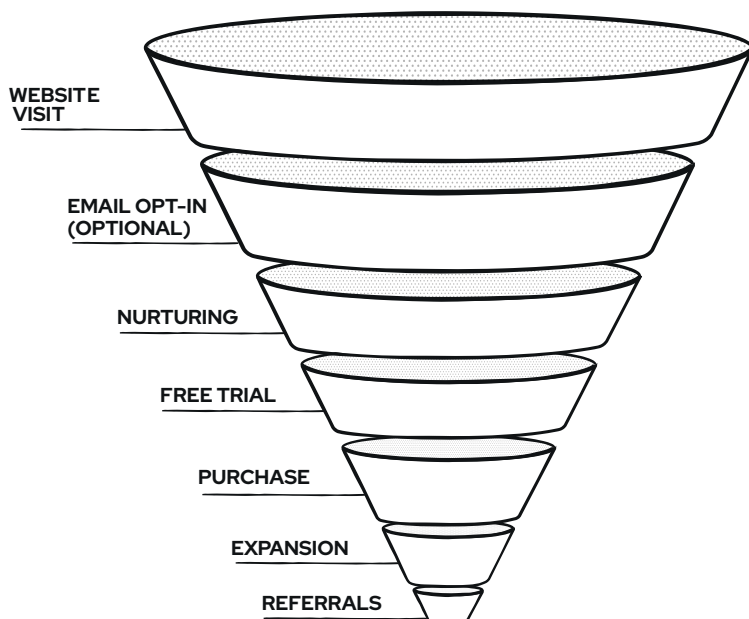 WEBSITE
VISIT
EMAIL OPT-IN
(OPTIONAL)
NURTURING
FREE TRIAL
PURCHASE
EXPANSION
REFERRALS